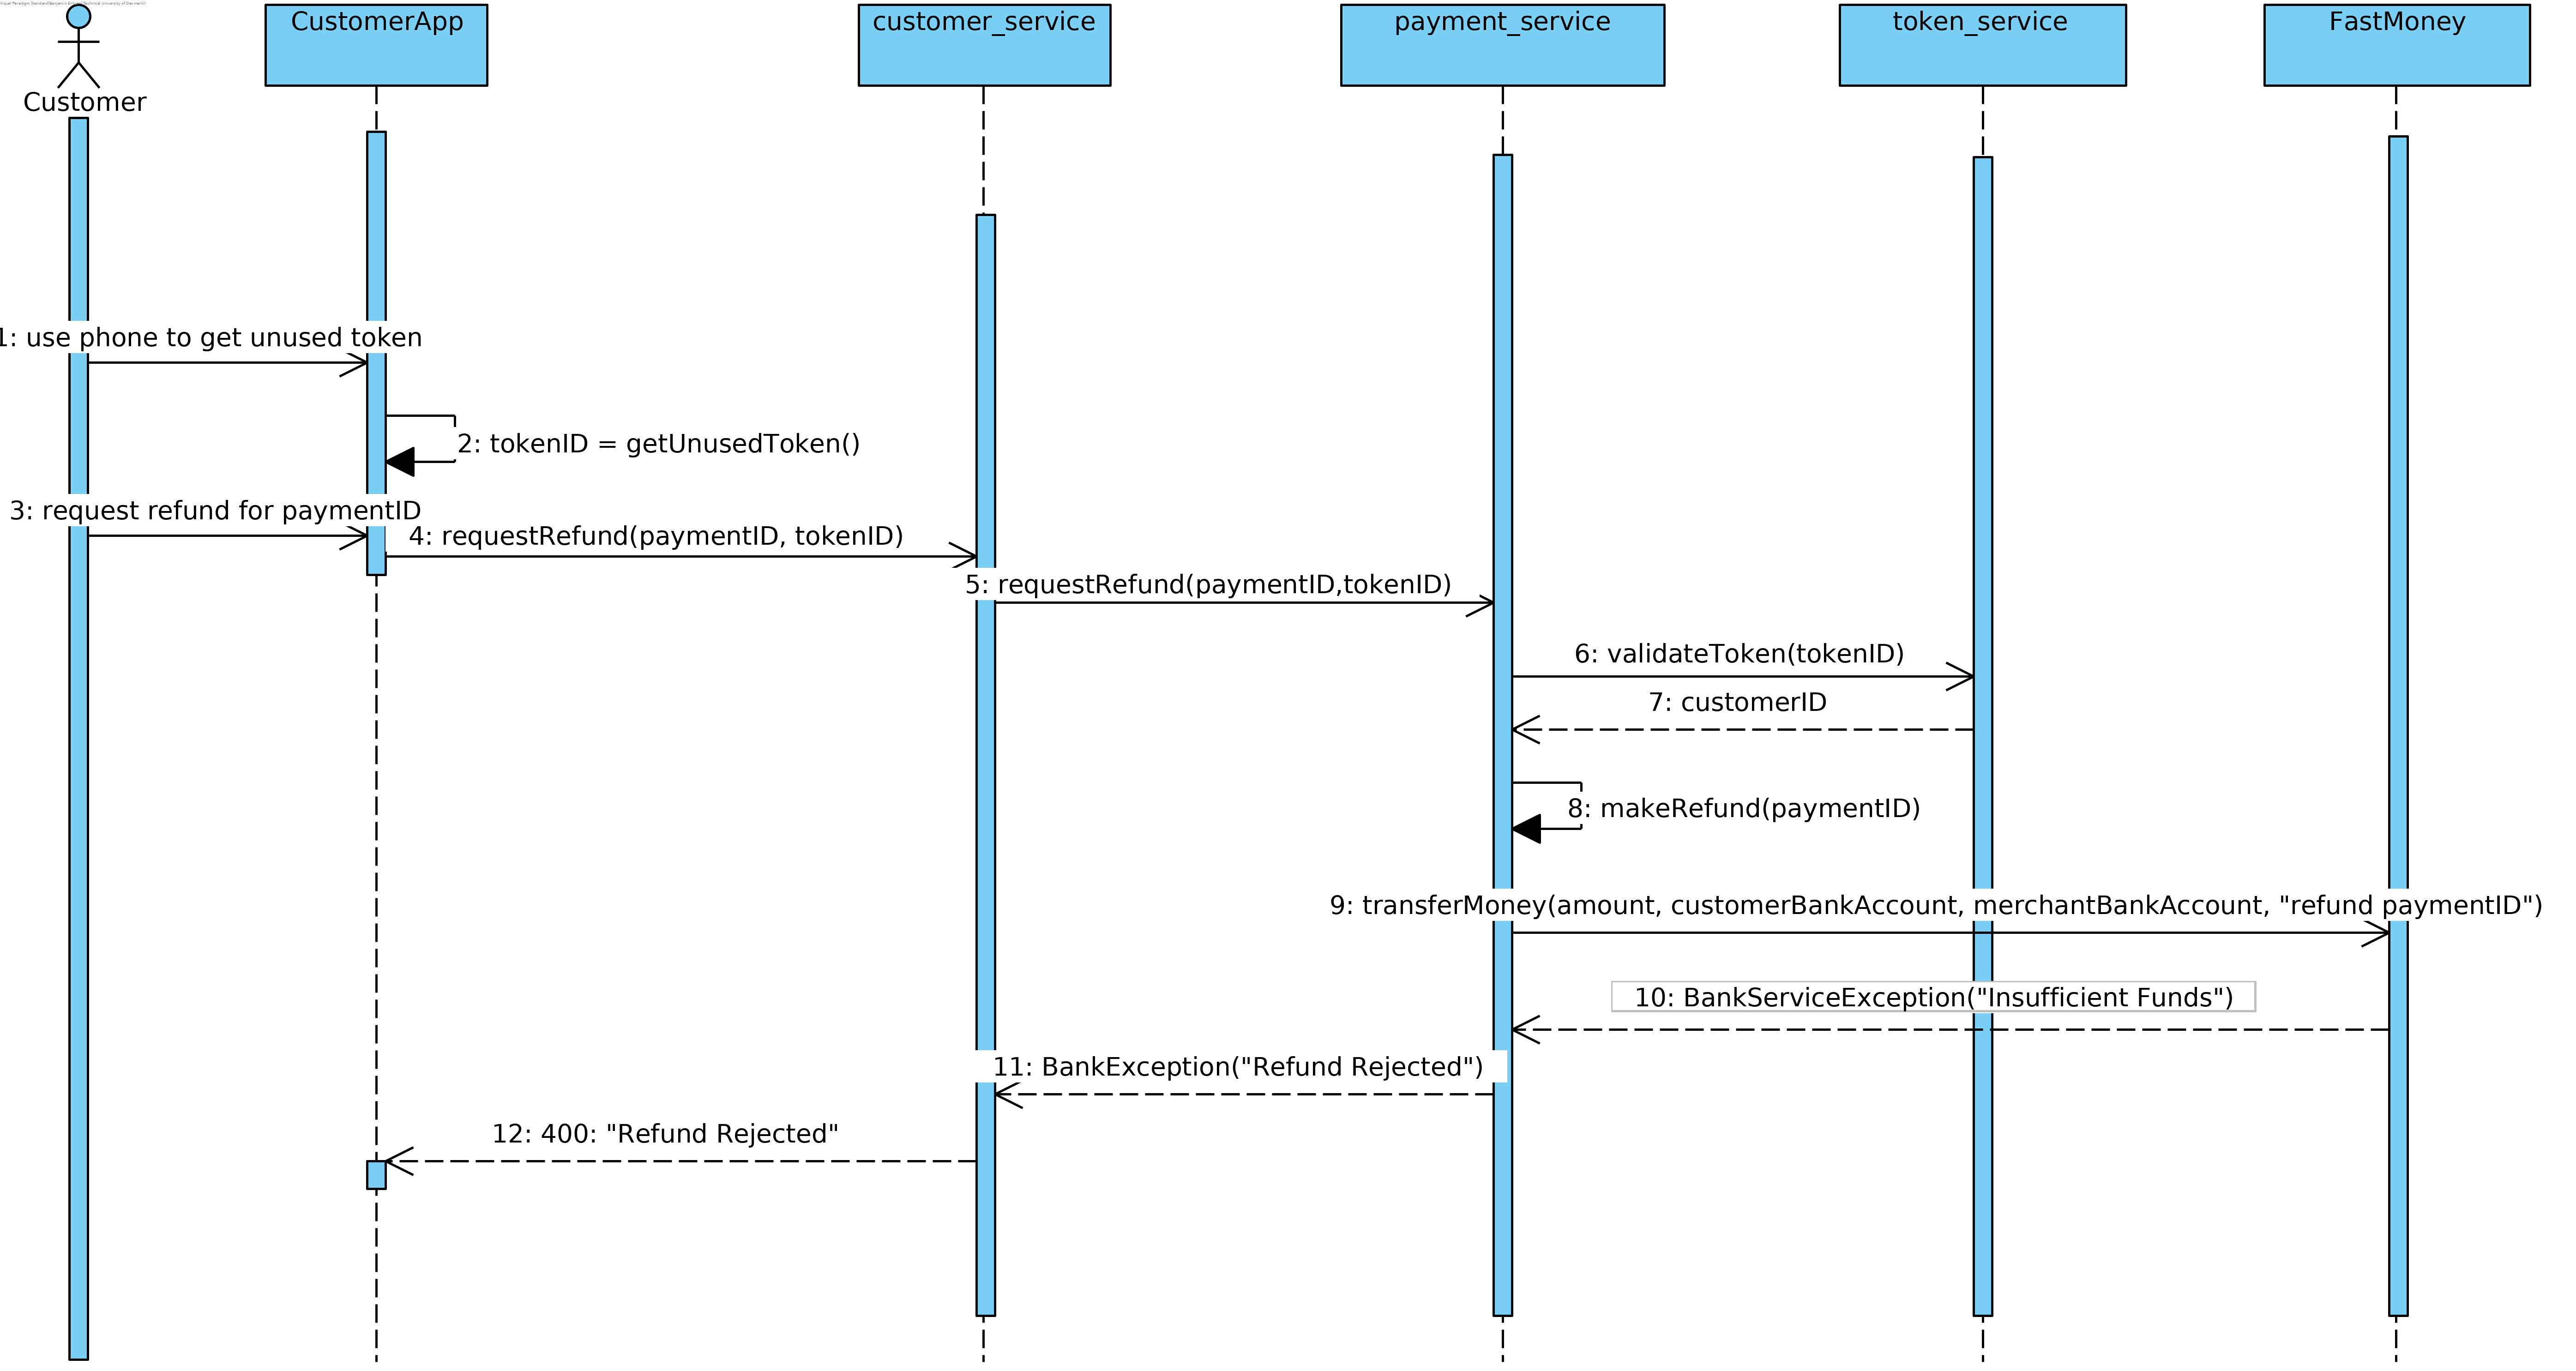 Customer
CustomerApp
customer_service
payment_service
token_service
FastMoney
1: use phone to get unused token
2: tokenID = getUnusedToken()
3: request refund for paymentID
4: requestRefund(paymentID, tokenID)
5: requestRefund(paymentID,tokenID)
6: validateToken(tokenID)
7: customerID
8: makeRefund(paymentID)
9: transferMoney(amount, customerBankAccount, merchantBankAccount, "refund paymentID")
10: BankServiceException("Insufficient Funds")
11: BankException("Refund Rejected")
12: 400: "Refund Rejected"